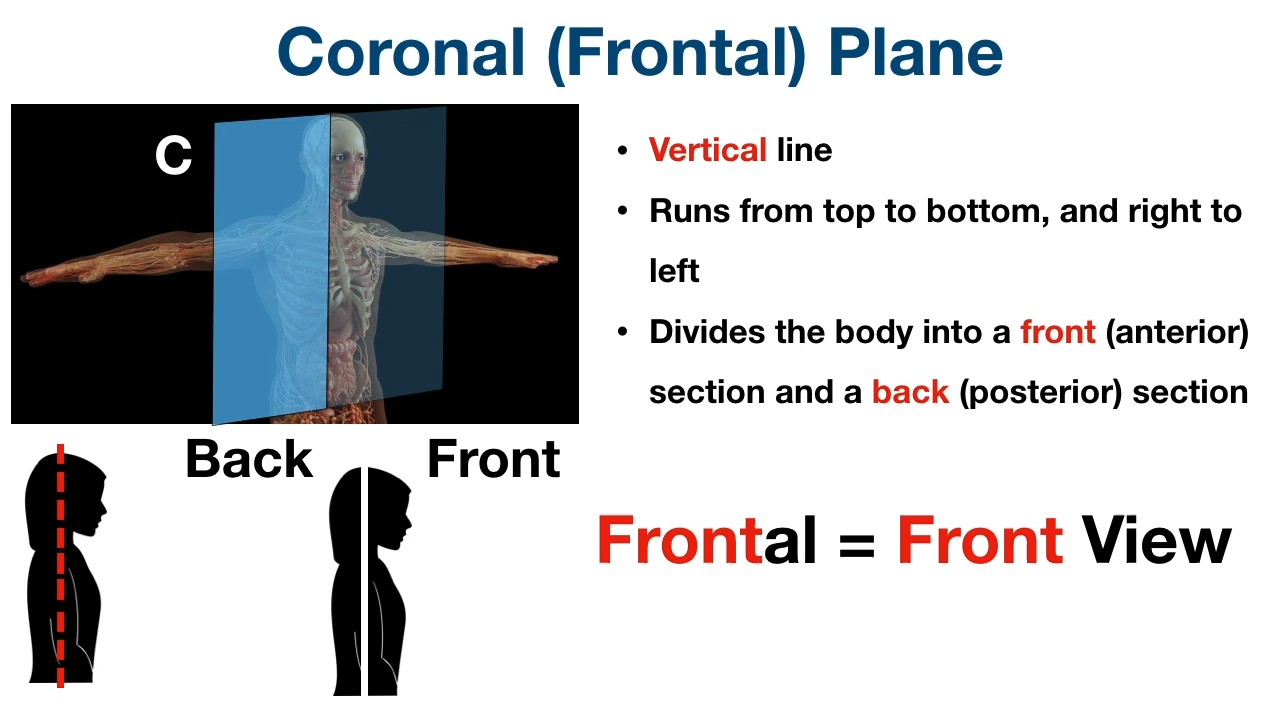 Coronal (Frontal) Plane
C
• Vertical line
• Runs from top to bottom, and right to
left
• Divides the body into a front (anterior)
section and a back (posterior) section
Back
Front
Frontal = Front View